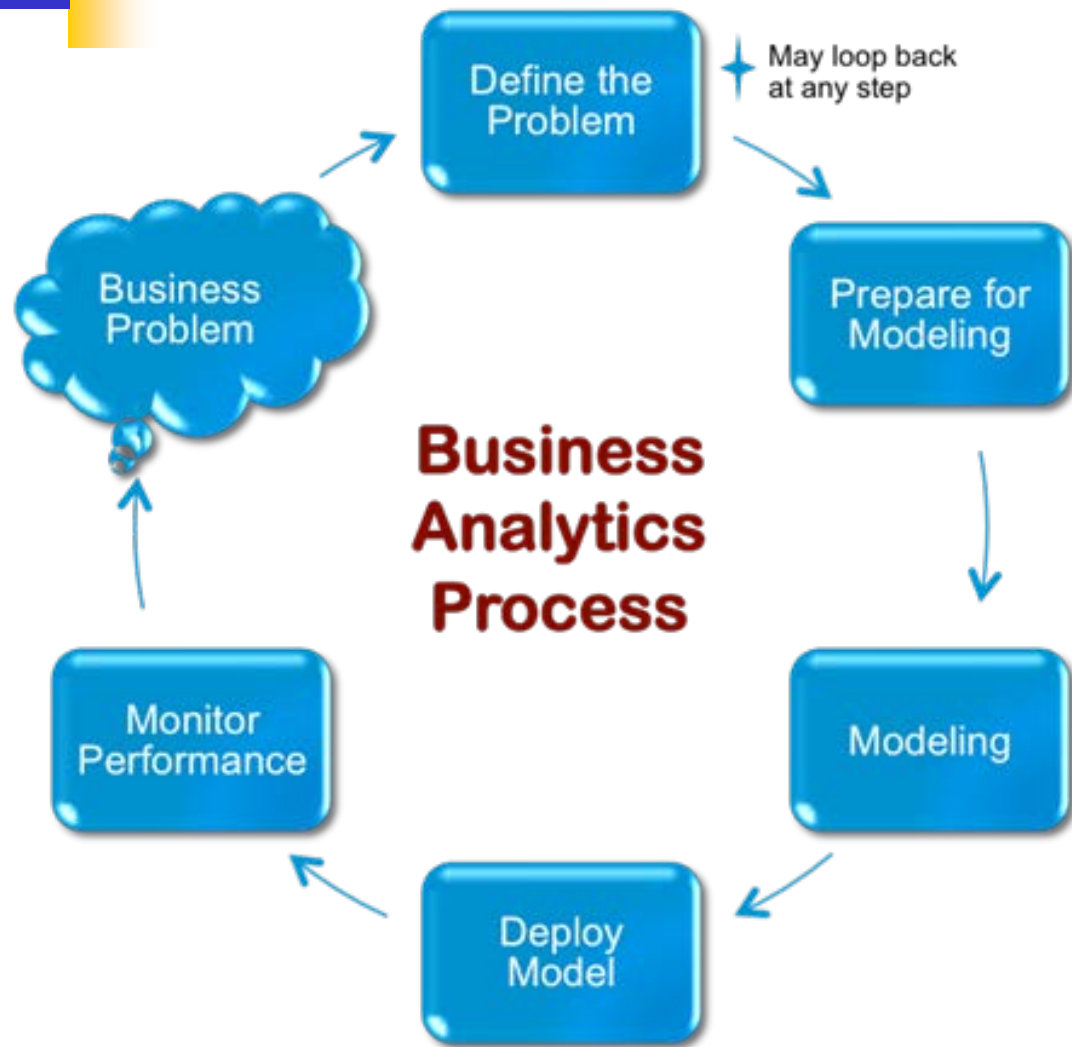 Define the
Problem
May loop back
at any step
Business
Problem
Prepare for
Modeling
Business
Analytics
Process
Monitor
Performance
Modeling
Deploy
Model